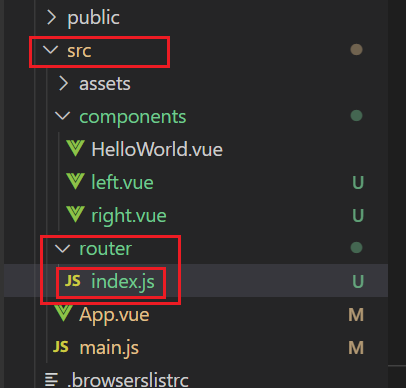 public
src
assets
components
HelloWorld.vue
left.vue U
right.vue U
router
JS index.js U
App.vue M
JS main.js M
.browserslistrc